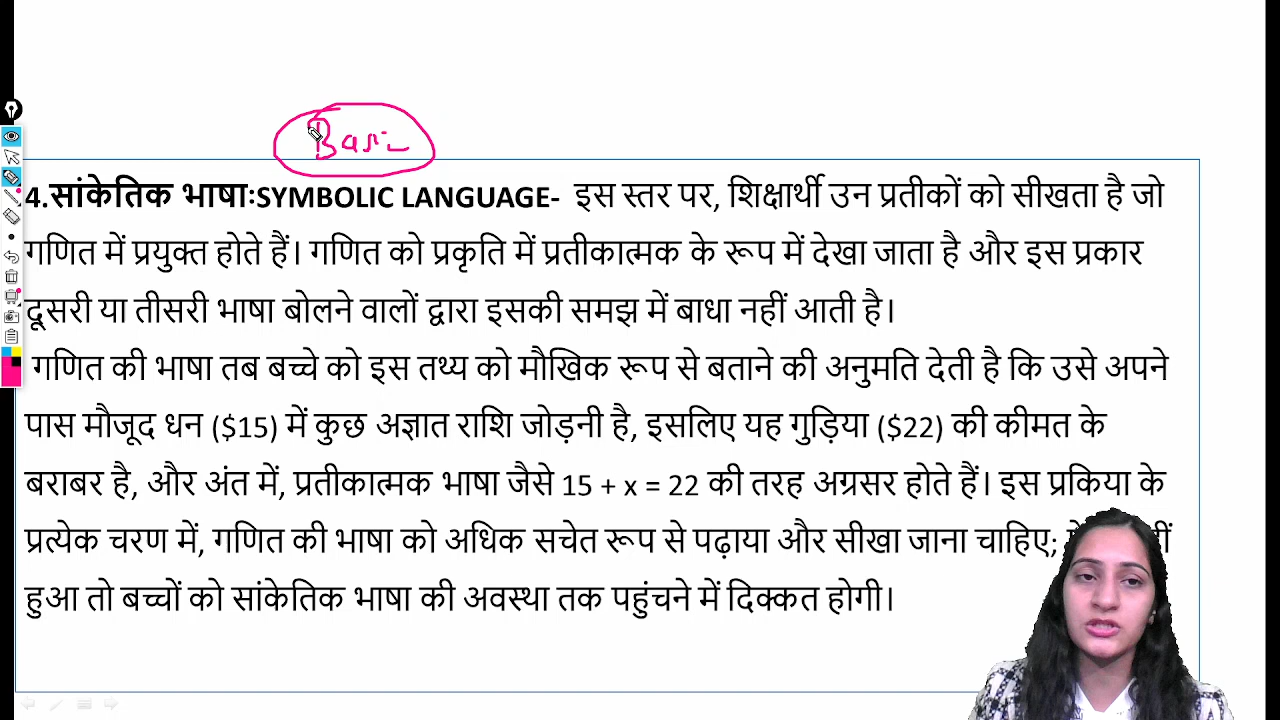 Basic
4.सांकेतिक भाषाःSYMBOLIC LANGUAGE- इस स्तर पर, शिक्षार्थी उन प्रतीकों को सीखता है जो
गणित में प्रयुक्त होते हैं। गणित को प्रकृति में प्रतीकात्मक के रूप में देखा जाता है और इस प्रकार
दूसरी या तीसरी भाषा बोलने वालों द्वारा इसकी समझ में बाधा नहीं आती है।
गणित की भाषा तब बच्चे को इस तथ्य को मौखिक रूप से बताने की अनुमति देती है कि उसे अपने
पास मौजूद धन ($15) में कुछ अज्ञात राशि जोड़नी है, इसलिए यह गुड़िया ($22) की कीमत के
बराबर है, और अंत में, प्रतीकात्मक भाषा जैसे 15 + x = 22 की तरह अग्रसर होते हैं। इस प्रकिया के
प्रत्येक चरण में, गणित की भाषा को अधिक सचेत रूप से पढ़ाया और सीखा जाना चाहिए;
हुआ तो बच्चों को सांकेतिक भाषा की अवस्था तक पहुंचने में दिक्कत होगी।